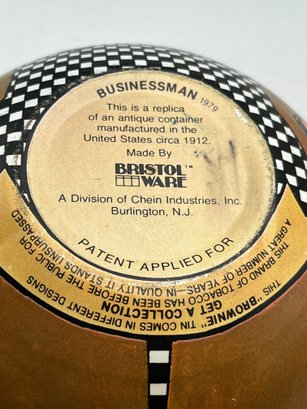 BUSINESSMAN 1979
This is a replica
of an antique container
manufactured in the
United States circa 1912.
Made By
BRISTOL™
WARE
A Division of Chein Industries, Inc.
Burlington, N.J.
PATENT APPLIED FOR
THIS "BROWNIE" TIN COMES IN DIFFERENT DESIGNS
GET A COLLECTION
THIS BRAND OF TOBACCO HAS BEEN BEFORE THE PUBLIC FOR
A GREAT NUMBER OF YEARS—IN QUALITY IT STANDS UNSURPASSED